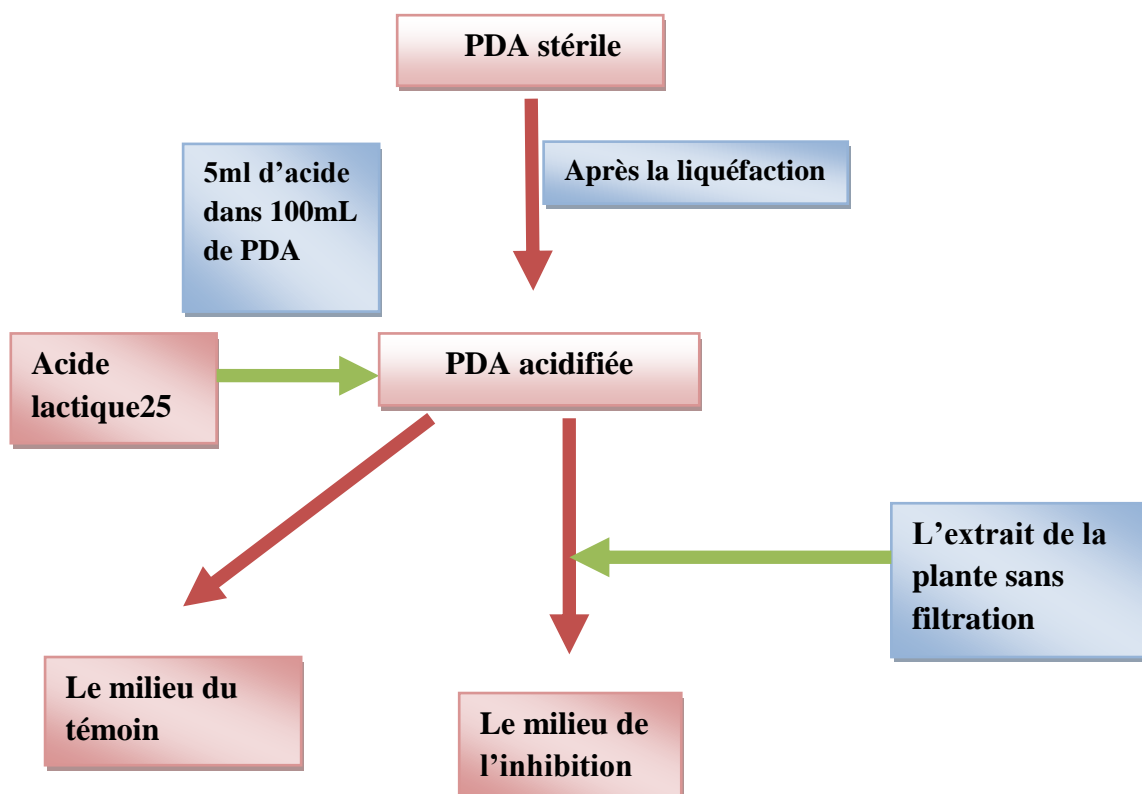 PDA stérile
5ml d’acide
dans 100mL
de PDA
Après la liquéfaction
Acide
lactique25
PDA acidifiée
L’extrait de la
plante sans
filtration
Le milieu du
témoin
Le milieu de
l’inhibition